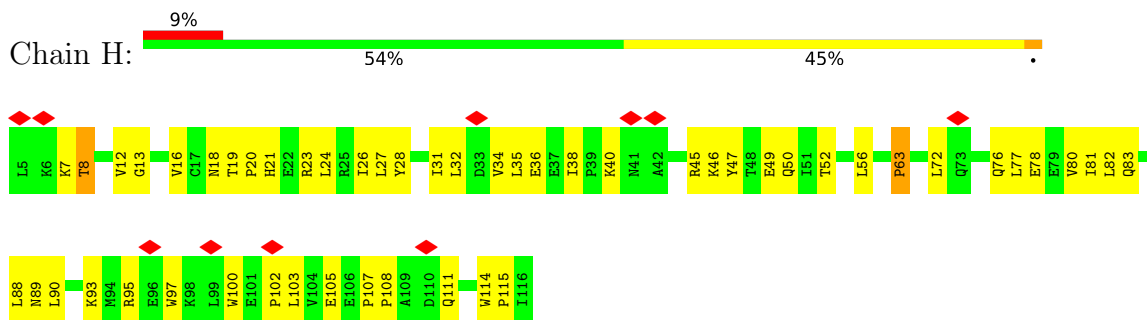 9%
Chain H:
54% 45% •
L5 K6 K7 T8 V12 G13 V16 C17 N18 T19 P20 H21 E22 R23 L24 R25 I26 L27 Y28 I31 L32 D33 V34 L35 E36 E37 I38 P39 K40 N41 A42 R45 K46 Y47 T48 E49 Q50 I51 T52 L56 P63 L72 Q73 Q76 L77 E78 E79 V80 I81 L82 Q83
L88 N89 L90 K93 M94 R95 E96 W97 K98 L99 W100 E101 P102 L103 V104 E105 E106 P107 P108 A109 D110 Q111 W114 P115 I116